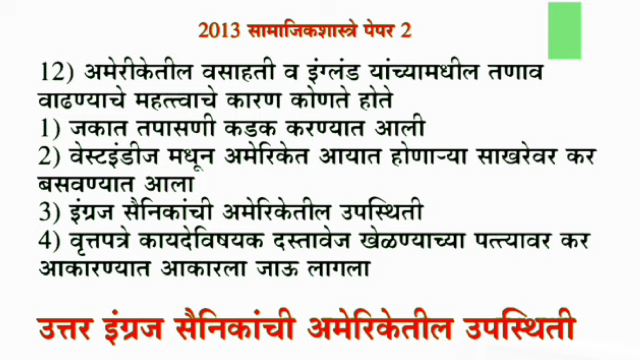 2013 सामाजिकशास्त्रे पेपर 2
12) अमेरीकेतील वसाहती व इंग्लंड यांच्यामधील तणाव
वाढण्याचे महत्त्वाचे कारण कोणते होते
1) जकात तपासणी कडक करण्यात आली
2) वेस्टइंडीज मधून अमेरिकेत आयात होणाऱ्या साखरेवर कर
बसवण्यात आला
3) इंग्रज सैनिकांची अमेरिकेतील उपस्थिती
4) वृत्तपत्रे कायदेविषयक दस्तावेज खेळण्याच्या पत्त्यावर कर
आकारण्यात आकारला जाऊ लागला
उत्तर इंग्रज सैनिकांची अमेरिकेतील उपस्थिती